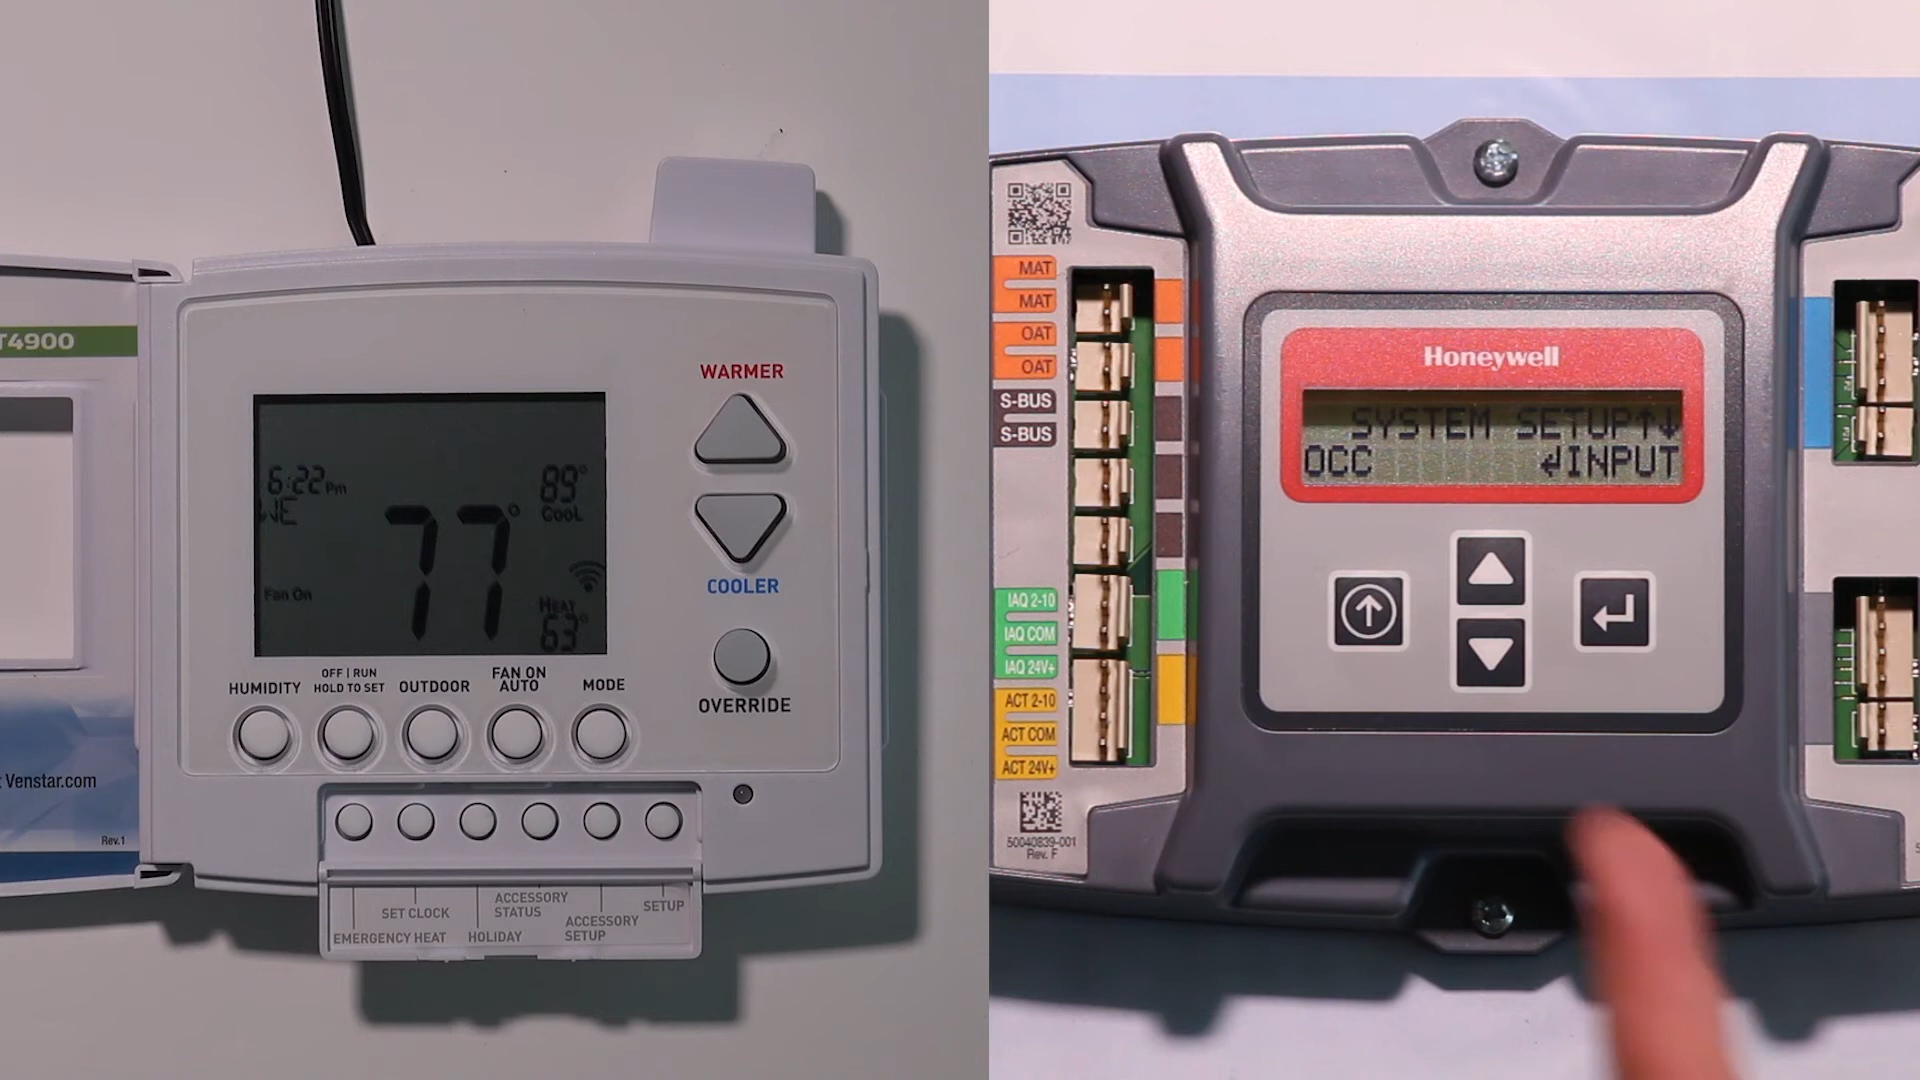 T4900
Venstar.com
Rev.1
6:22 Pm
WE
89°
COOL
77°
Fan On
HEAT
63°
WARMER
COOLER
OVERRIDE
HUMIDITY
OFF | RUN
HOLD TO SET
OUTDOOR
FAN ON
AUTO
MODE
EMERGENCY HEAT
SET CLOCK
HOLIDAY
ACCESSORY
STATUS
ACCESSORY
SETUP
SETUP
MAT
MAT
OAT
OAT
S-BUS
S-BUS
IAQ 2-10
IAQ COM
IAQ 24V+
ACT 2-10
ACT COM
ACT 24V+
50040839-001
Rev. F
Honeywell
SYSTEM SETUP↑↓
OCC ↲INPUT